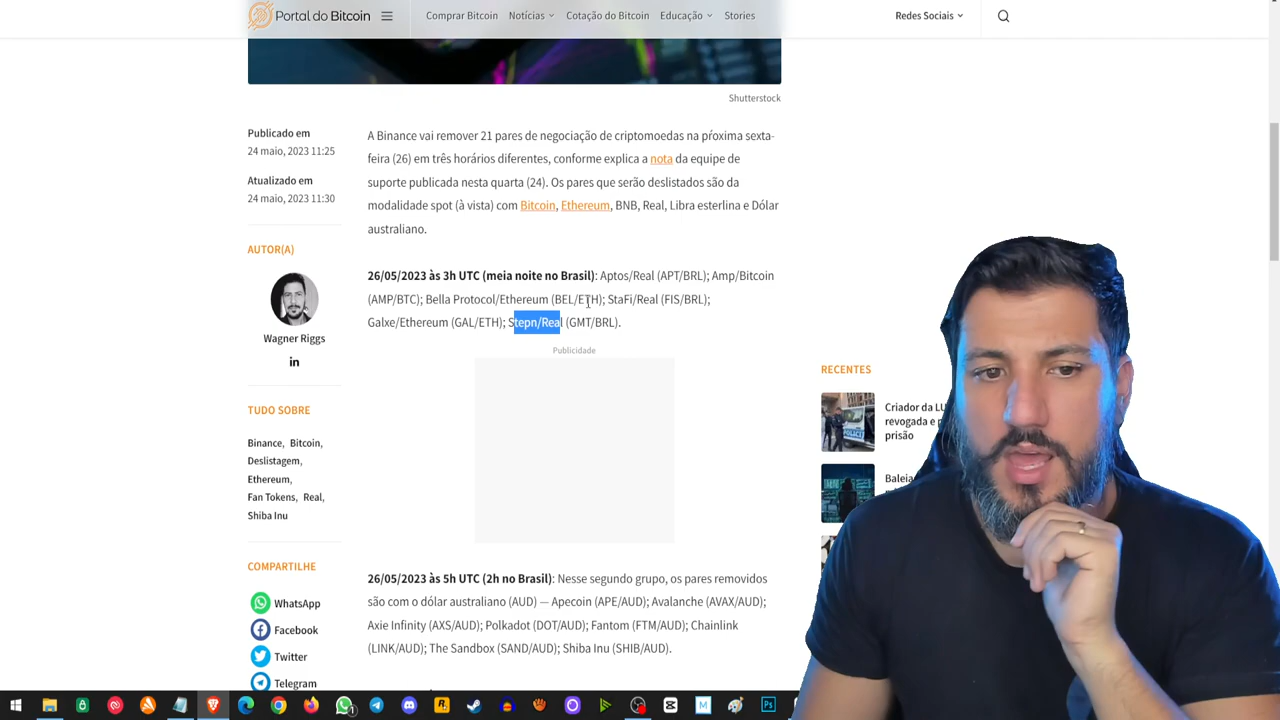 Portal do Bitcoin
Comprar Bitcoin Notícias Cotação do Bitcoin Educação Stories
Redes Sociais
Shutterstock
Publicado em
24 maio, 2023 11:25
Atualizado em
24 maio, 2023 11:30
AUTOR(A)
Wagner Riggs
in
TUDO SOBRE
Binance, Bitcoin,
Deslistagem,
Ethereum,
Fan Tokens, Real,
Shiba Inu
COMPARTILHE
WhatsApp
Facebook
Twitter
Telegram
A Binance vai remover 21 pares de negociação de criptomoedas na próxima sexta-
feira (26) em três horários diferentes, conforme explica a nota da equipe de
suporte publicada nesta quarta (24). Os pares que serão deslistados são da
modalidade spot (à vista) com Bitcoin, Ethereum, BNB, Real, Libra esterlina e Dólar
australiano.
26/05/2023 às 3h UTC (meia noite no Brasil): Aptos/Real (APT/BRL); Amp/Bitcoin
(AMP/BTC); Bella Protocol/Ethereum (BEL/ETH); StaFi/Real (FIS/BRL);
Galxe/Ethereum (GAL/ETH); Stepn/Real (GMT/BRL).
Publicidade
26/05/2023 às 5h UTC (2h no Brasil): Nesse segundo grupo, os pares removidos
são com o dólar australiano (AUD) — Apecoin (APE/AUD); Avalanche (AVAX/AUD);
Axie Infinity (AXS/AUD); Polkadot (DOT/AUD); Fantom (FTM/AUD); Chainlink
(LINK/AUD); The Sandbox (SAND/AUD); Shiba Inu (SHIB/AUD).
RECENTES
Criador da
revogada e
prisão